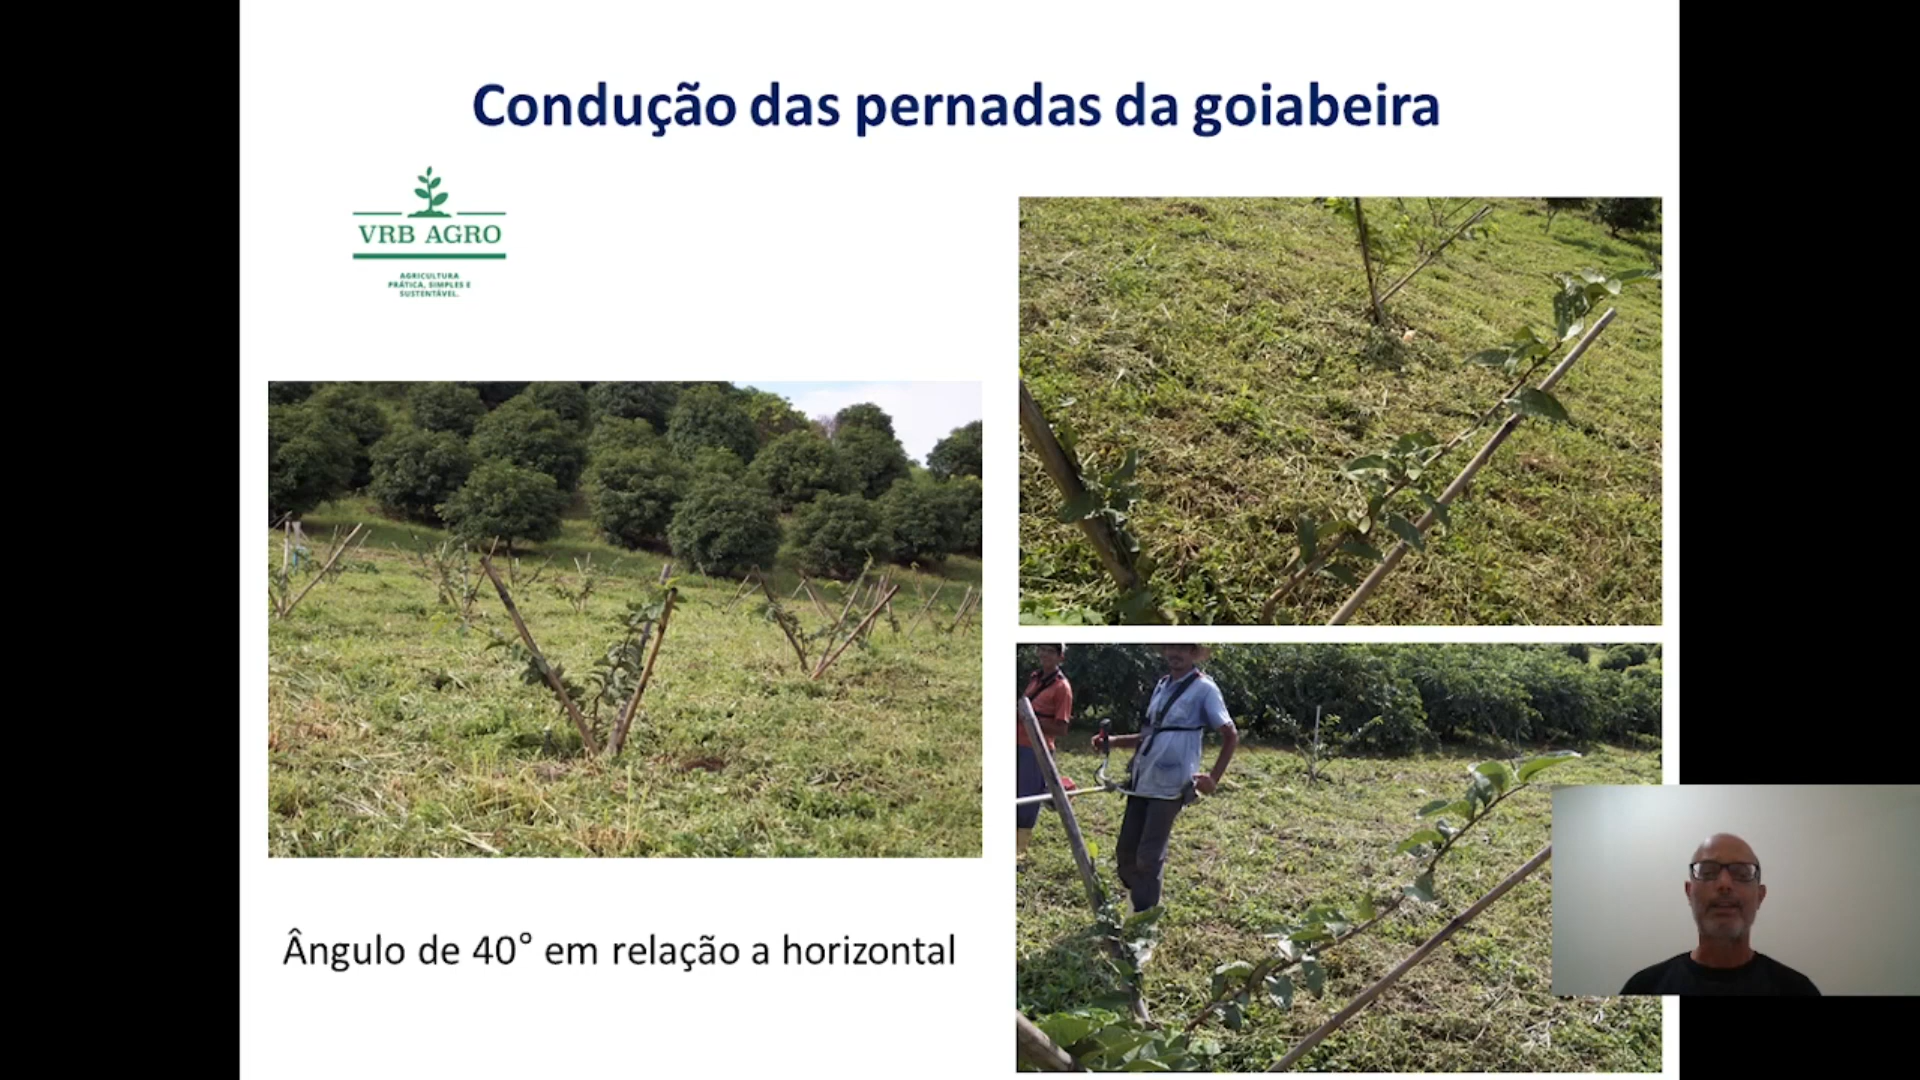 Condução das pernadas da goiabeira
VRB AGRO
AGRICULTURA
PRÁTICA, SIMPLES E
SUSTENTÁVEL.
Ângulo de 40° em relação a horizontal